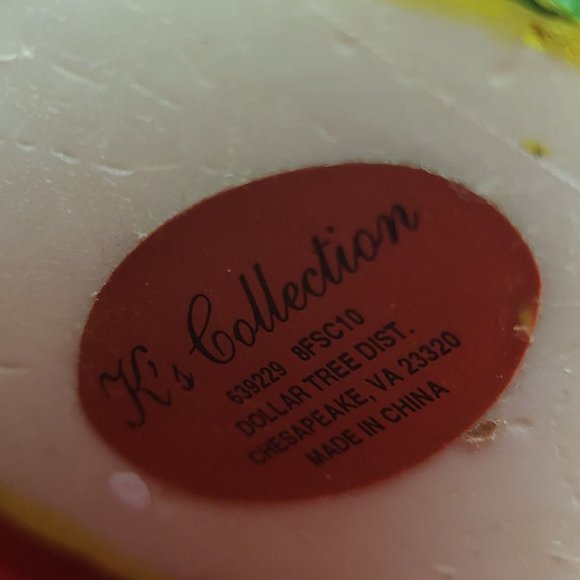 K's Collection
639229 8FSC10
DOLLAR TREE DIST.
CHESAPEAKE, VA 23320
MADE IN CHINA